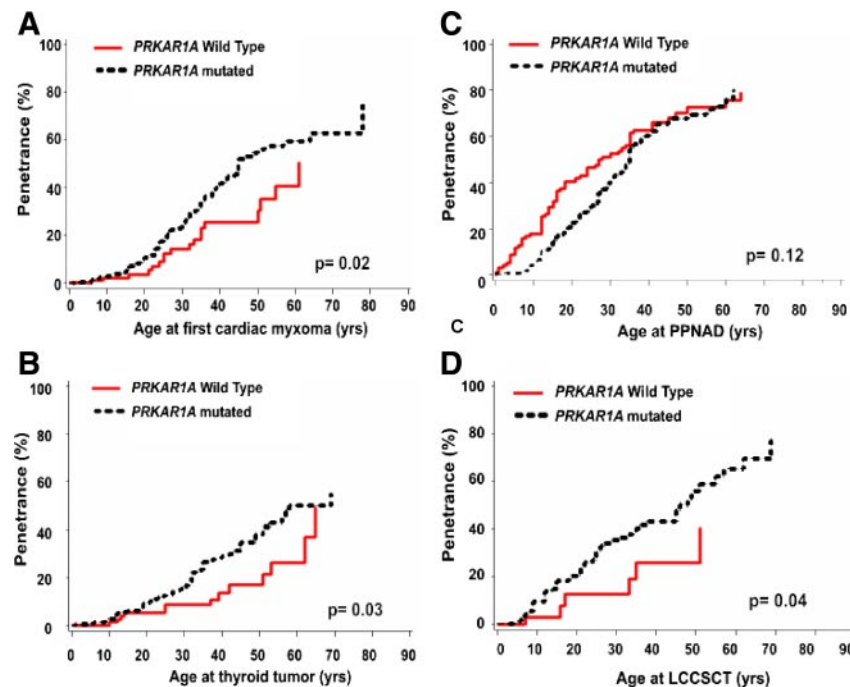 A
PRKAR1A Wild Type
PRKAR1A mutated
Penetrance (%)
100
80
60
40
20
0
p= 0.02
0 10 20 30 40 50 60 70 80 90
Age at first cardiac myxoma (yrs)
C
PRKAR1A Wild Type
PRKAR1A mutated
Penetrance (%)
100
80
60
40
20
0
p= 0.12
0 10 20 30 40 50 60 70 80 90
Age at PPNAD (yrs)
C
B
PRKAR1A Wild Type
PRKAR1A mutated
Penetrance (%)
100
80
60
40
20
0
p= 0.03
0 10 20 30 40 50 60 70 80 90
Age at thyroid tumor (yrs)
D
PRKAR1A Wild Type
PRKAR1A mutated
Penetrance (%)
100
80
60
40
20
0
p= 0.04
0 10 20 30 40 50 60 70 80 90
Age at LCCSCT (yrs)